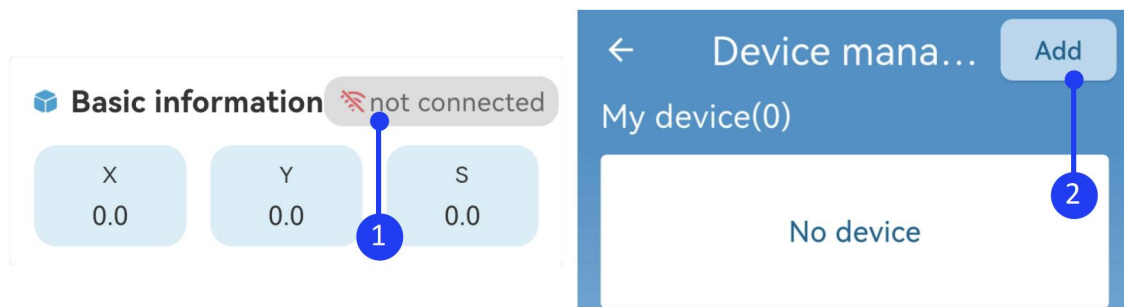 Basic information not connected
X Y S
0.0 0.0 0.0
1
Device mana... Add
My device(0)
2
No device